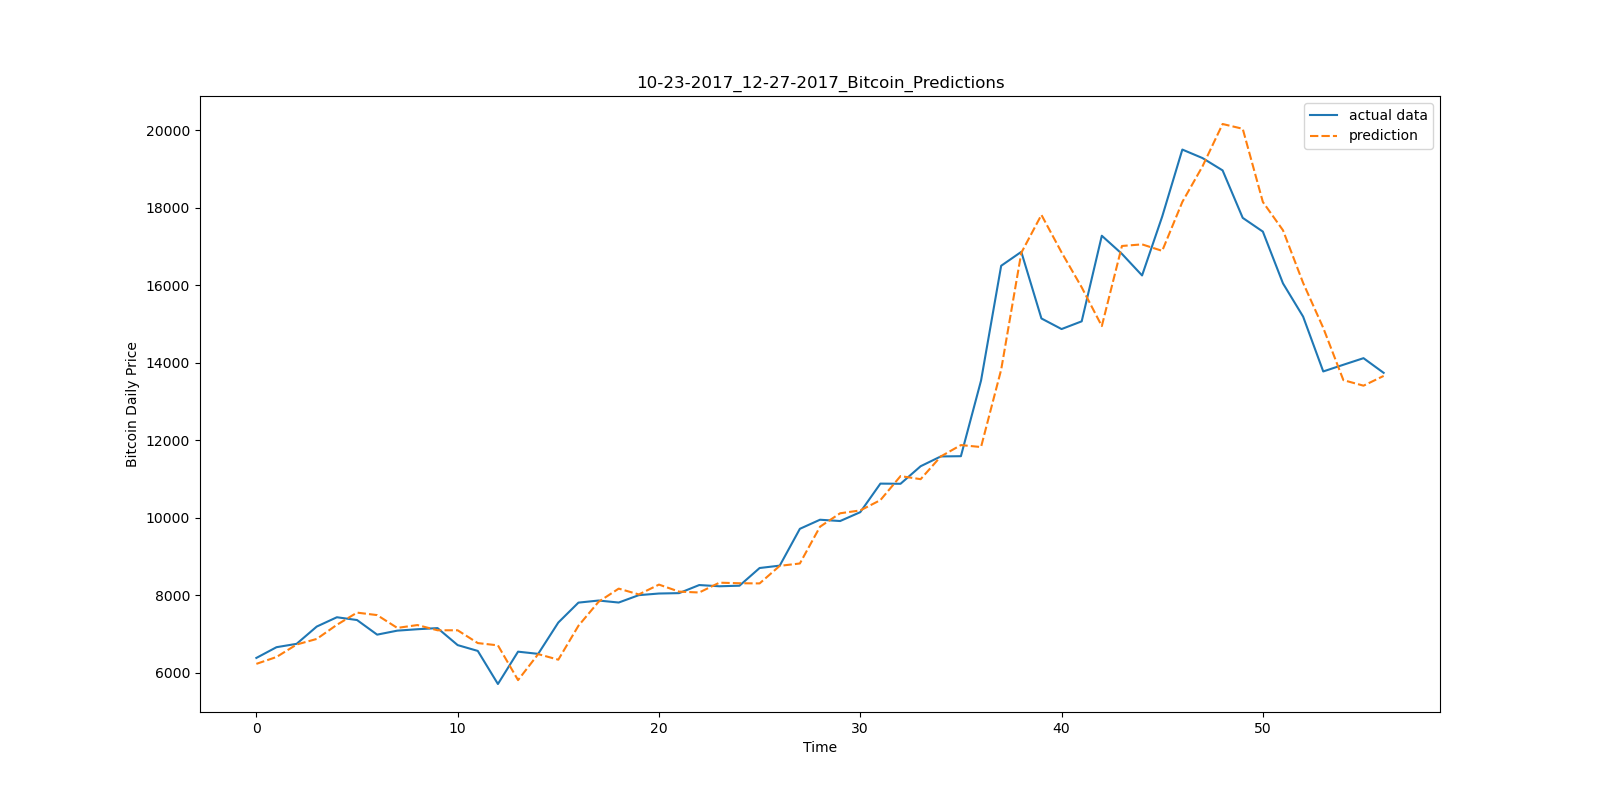 10-23-2017_12-27-2017_Bitcoin_Predictions
actual data
prediction
20000
18000
16000
14000
12000
10000
8000
6000
Bitcoin Daily Price
0 10 20 30 40 50
Time